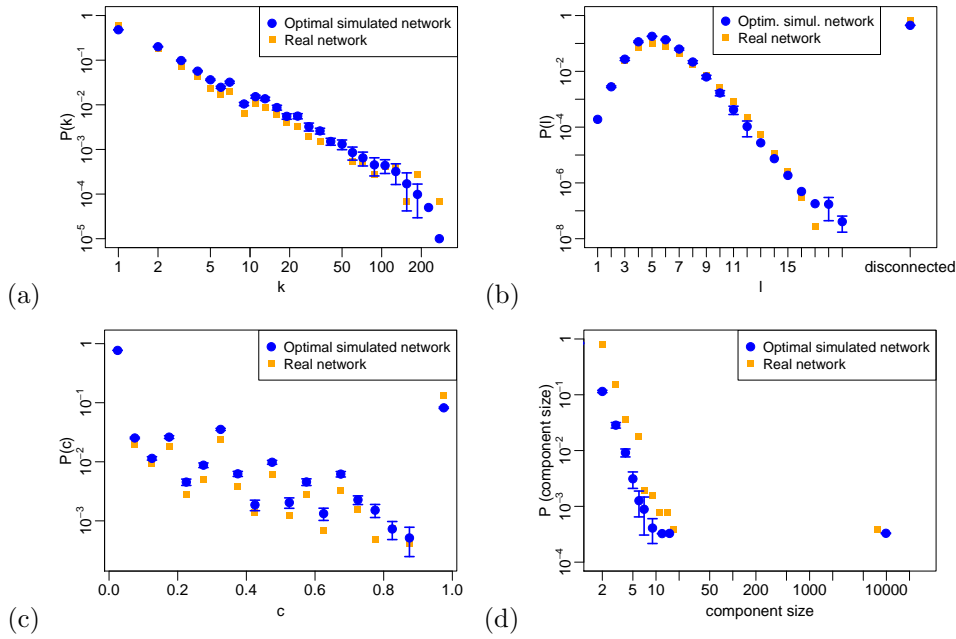 Optimal simulated network
Real network
P(k)
1
10^-1
10^-2
10^-3
10^-4
10^-5
1 2 5 10 20 50 100 200
k
(a)
Optim. simul. network
Real network
P(l)
1
10^-2
10^-4
10^-6
10^-8
1 3 5 7 9 11 15 disconnected
l
(b)
Optimal simulated network
Real network
P(c)
1
10^-1
10^-2
10^-3
0.0 0.2 0.4 0.6 0.8 1.0
c
(c)
Optimal simulated network
Real network
P (component size)
1
10^-1
10^-2
10^-3
10^-4
2 5 10 50 200 1000 10000
component size
(d)